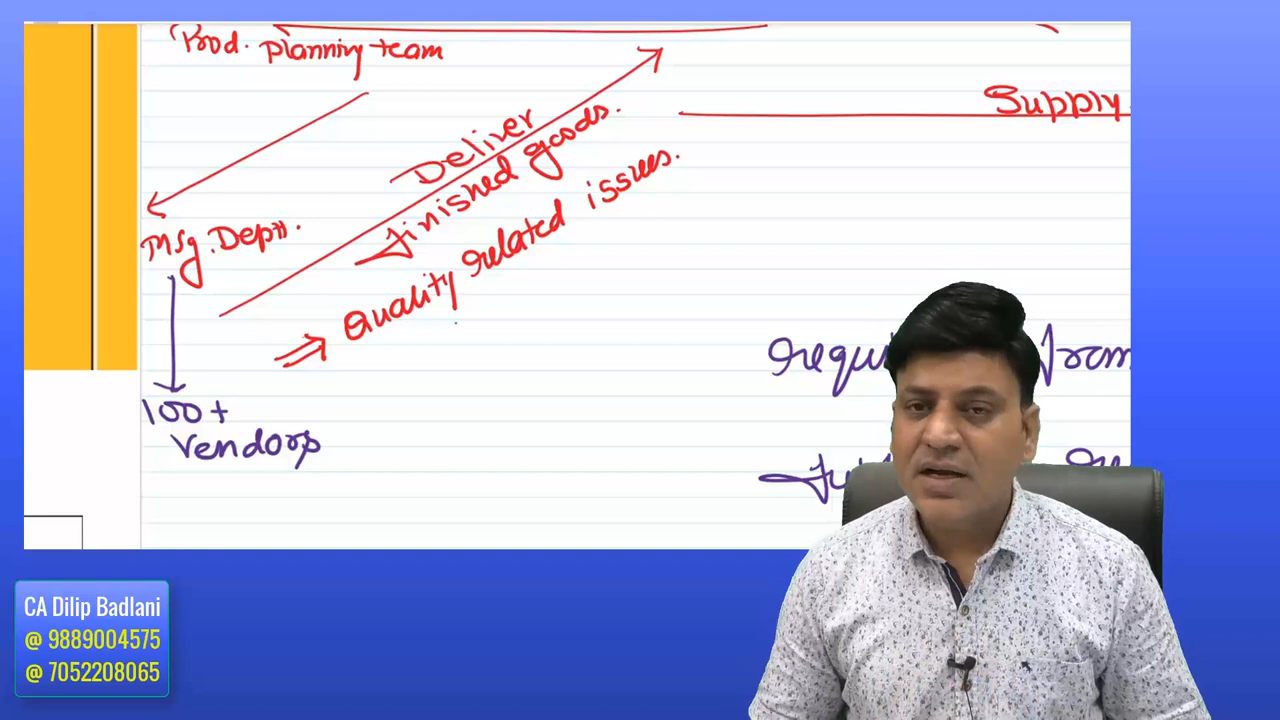 Prod. Planning team
Supply
Deliver
finished goods.
Quality related issues.
Mfg. Deptt.
100+
Vendors
from
CA Dilip Badlani
@ 9889004575
@ 7052208065